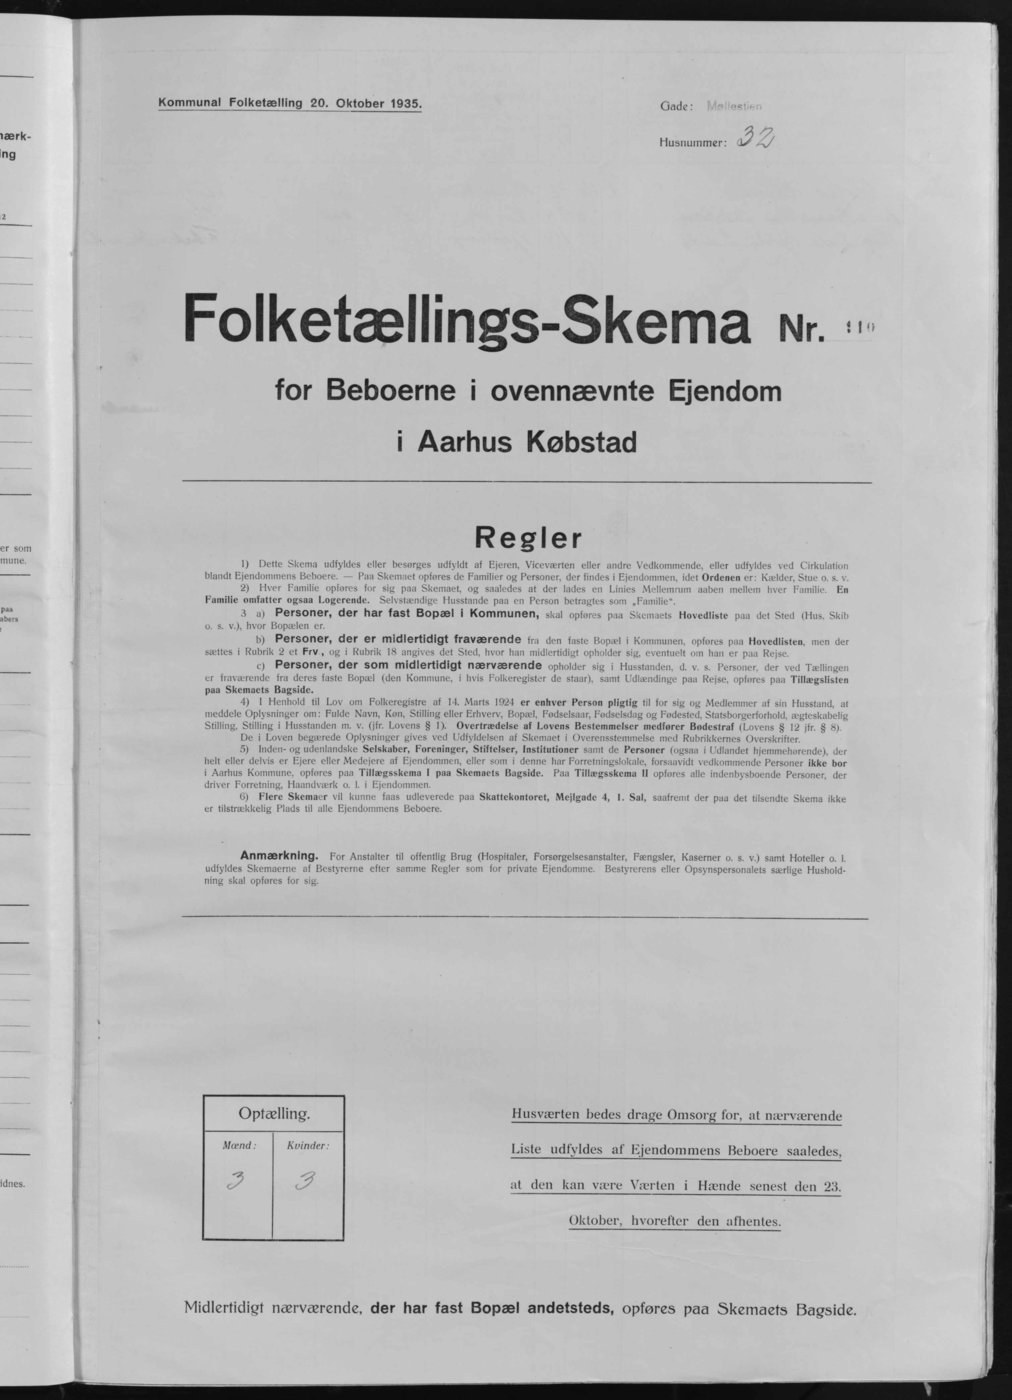 Kommunal Folketælling 20. Oktober 1935.
Gade: Møllestien
Husnummer: 32
Folketællings-Skema Nr. 110
for Beboerne i ovennævnte Ejendom
i Aarhus Købstad
Regler
1) Dette Skema udfyldes eller besørges udfyldt af Ejeren, Viceværten eller andre Vedkommende, eller udfyldes ved Cirkulation
blandt Ejendommens Beboere. — Paa Skemaet opføres de Familier og Personer, der findes i Ejendommen, idet Ordenen er: Kælder, Stue o. s. v.
2) Hver Familie opføres for sig paa Skemaet, og saaledes at der lades en Linies Mellemrum aaben mellem hver Familie. En
Familie omfatter ogsaa Logerende. Selvstændige Husstande paa en Person betragtes som „Familie“.
3 a) Personer, der har fast Bopæl i Kommunen, skal opføres paa Skemaets Hovedliste paa det Sted (Hus, Skib
o. s. v.), hvor Bopælen er.
b) Personer, der er midlertidigt fraværende fra den faste Bopæl i Kommunen, opføres paa Hovedlisten, men der
sættes i Rubrik 2 et Frv., og i Rubrik 18 angives det Sted, hvor han midlertidigt opholder sig, eventuelt om han er paa Rejse.
c) Personer, der som midlertidigt nærværende opholder sig i Husstanden, d. v. s. Personer, der ved Tællingen
er fraværende fra deres faste Bopæl (den Kommune, i hvis Folkeregister de staar), samt Udlændinge paa Rejse, opføres paa Tillægslisten
paa Skemaets Bagside.
4) I Henhold til Lov om Folkeregistre af 14. Marts 1924 er enhver Person pligtig til for sig og Medlemmer af sin Husstand, at
meddele Oplysninger om: Fulde Navn, Køn, Stilling eller Erhverv, Bopæl, Fødselsaar, Fødselsdag og Fødested, Statsborgerforhold, ægteskabelig
Stilling, Stilling i Husstanden m. v. (jfr. Lovens § 1). Overtrædelse af Lovens Bestemmelser medfører Bødestraf (Lovens § 12 jfr. § 8).
De i Loven begærede Oplysninger gives ved Udfyldelsen af Skemaet i Overensstemmelse med Rubrikkernes Overskrifter.
5) Inden- og udenlandske Selskaber, Foreninger, Stiftelser, Institutioner samt de Personer (ogsaa i Udlandet hjemmehørende), der
helt eller delvis er Ejere eller Medejere af Ejendommen, eller som i denne har Forretningslokale, forsaavidt vedkommende Personer ikke bor
i Aarhus Kommune, opføres paa Tillægsskema I paa Skemaets Bagside. Paa Tillægsskema II opføres alle indenbysboende Personer, der
driver Forretning, Haandværk o. l. i Ejendommen.
6) Flere Skemaer vil kunne faas udleverede paa Skattekontoret, Mejlgade 4, 1. Sal, saafremt der paa det tilsendte Skema ikke
er tilstrækkelig Plads til alle Ejendommens Beboere.
Anmærkning. For Anstalter til offentlig Brug (Hospitaler, Forsørgelsesanstalter, Fængsler, Kaserner o. s. v.) samt Hoteller o. l.
udfyldes Skemaerne af Bestyrerne efter samme Regler som for private Ejendomme. Bestyrerens eller Opsynspersonalets særlige Hushold-
ning skal opføres for sig.
Optælling.
Mænd: Kvinder:
3 3
Husværten bedes drage Omsorg for, at nærværende
Liste udfyldes af Ejendommens Beboere saaledes,
at den kan være Værten i Hænde senest den 23.
Oktober, hvorefter den afhentes.
Midlertidigt nærværende, der har fast Bopæl andetsteds, opføres paa Skemaets Bagside.